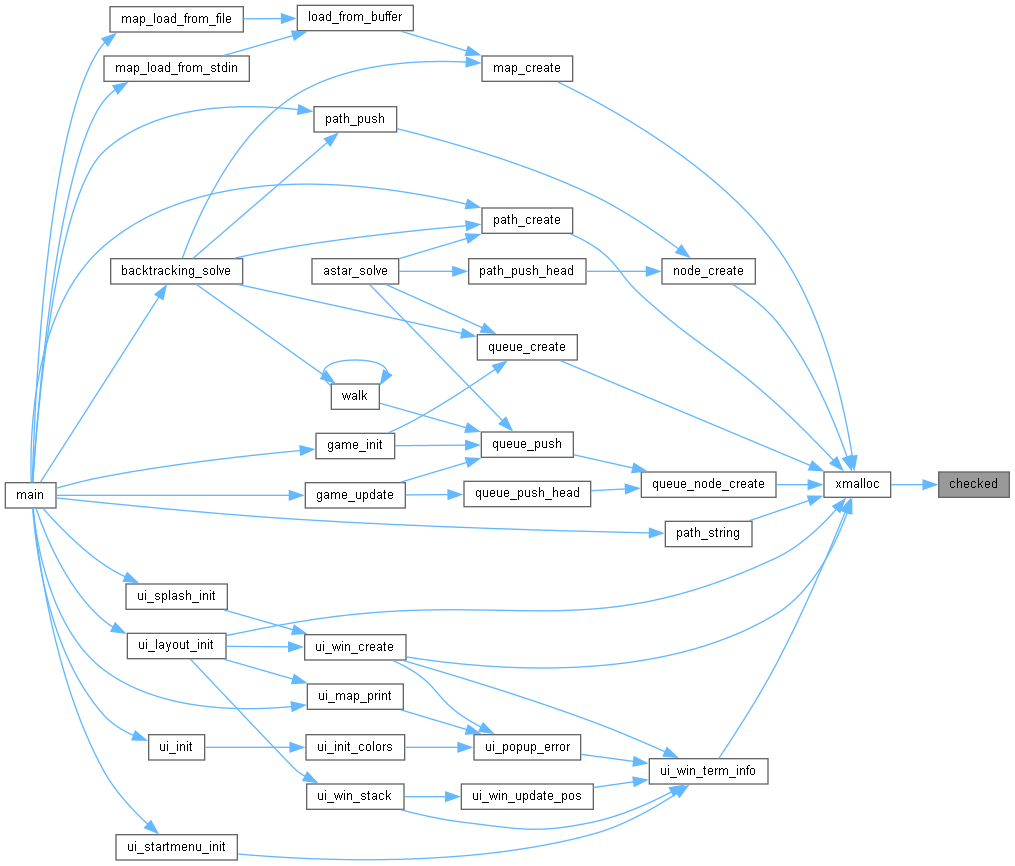 map_load_from_file
load_from_buffer
map_load_from_stdin
map_create
path_push
path_create
backtracking_solve
astar_solve
path_push_head
node_create
queue_create
walk
game_init
queue_push
main
game_update
queue_push_head
queue_node_create
xmalloc
checked
path_string
ui_splash_init
ui_layout_init
ui_win_create
ui_map_print
ui_init
ui_init_colors
ui_popup_error
ui_win_term_info
ui_win_stack
ui_win_update_pos
ui_startmenu_init